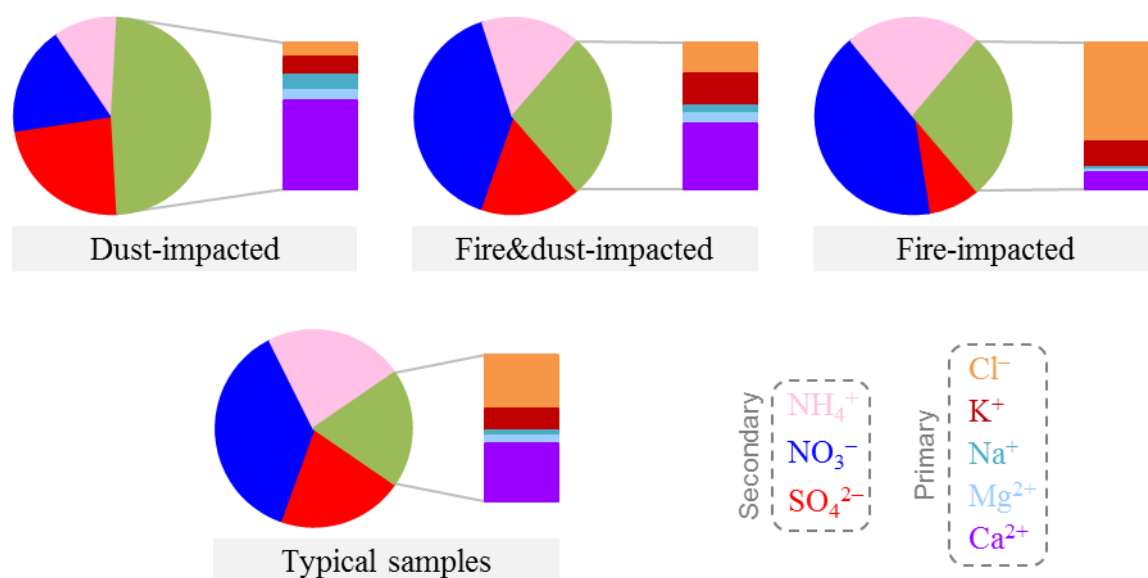 Dust-impacted
Fire&dust-impacted
Fire-impacted
Typical samples
Secondary
NH₄⁺
NO₃⁻
SO₄²⁻
Primary
Cl⁻
K⁺
Na⁺
Mg²⁺
Ca²⁺